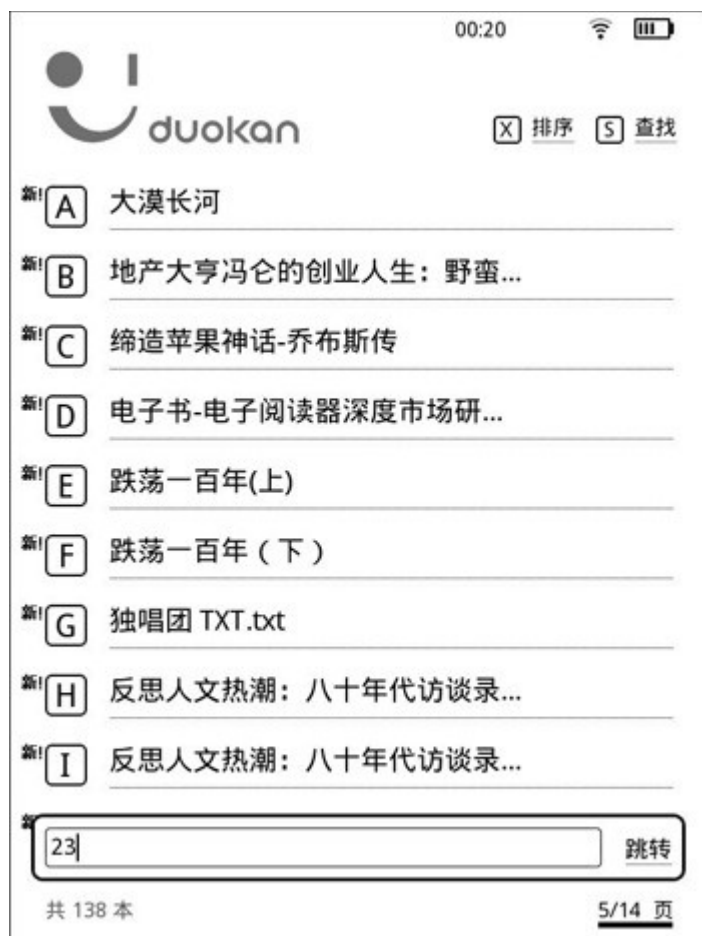 00:20
duokan
X 排序 S 查找
新! A 大漠长河
新! B 地产大亨冯仑的创业人生：野蛮...
新! C 缔造苹果神话-乔布斯传
新! D 电子书-电子阅读器深度市场研...
新! E 跌荡一百年(上)
新! F 跌荡一百年（下）
新! G 独唱团 TXT.txt
新! H 反思人文热潮：八十年代访谈录...
新! I 反思人文热潮：八十年代访谈录...
23 跳转
共 138 本 5/14 页